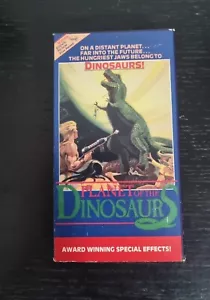 ON A DISTANT PLANET...
FAR INTO THE FUTURE...
THE HUNGRIEST JAWS BELONG TO
DINOSAURS!
PLANET OF THE
DINOSAURS
AWARD WINNING SPECIAL EFFECTS!